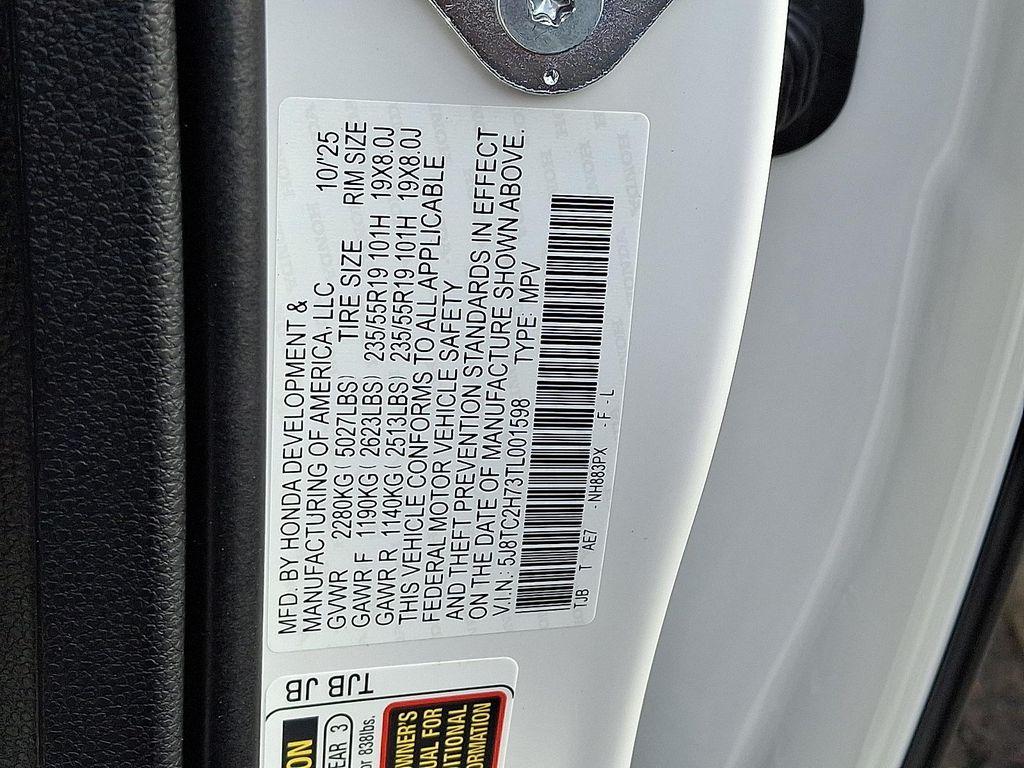 MFD. BY HONDA DEVELOPMENT &
MANUFACTURING OF AMERICA, LLC 10/'25
GVWR 2280KG ( 5027LBS) TIRE SIZE RIM SIZE
GAWR F 1190KG ( 2623LBS) 235/55R19 101H 19X8.0J
GAWR R 1140KG ( 2513LBS) 235/55R19 101H 19X8.0J
THIS VEHICLE CONFORMS TO ALL APPLICABLE
FEDERAL MOTOR VEHICLE SAFETY
AND THEFT PREVENTION STANDARDS IN EFFECT
ON THE DATE OF MANUFACTURE SHOWN ABOVE.
V.I.N.: 5J8TC2H73TL001598 TYPE: MPV
TJB T AE7 -NH883PX -F -L
TJB JB
3
838lbs.